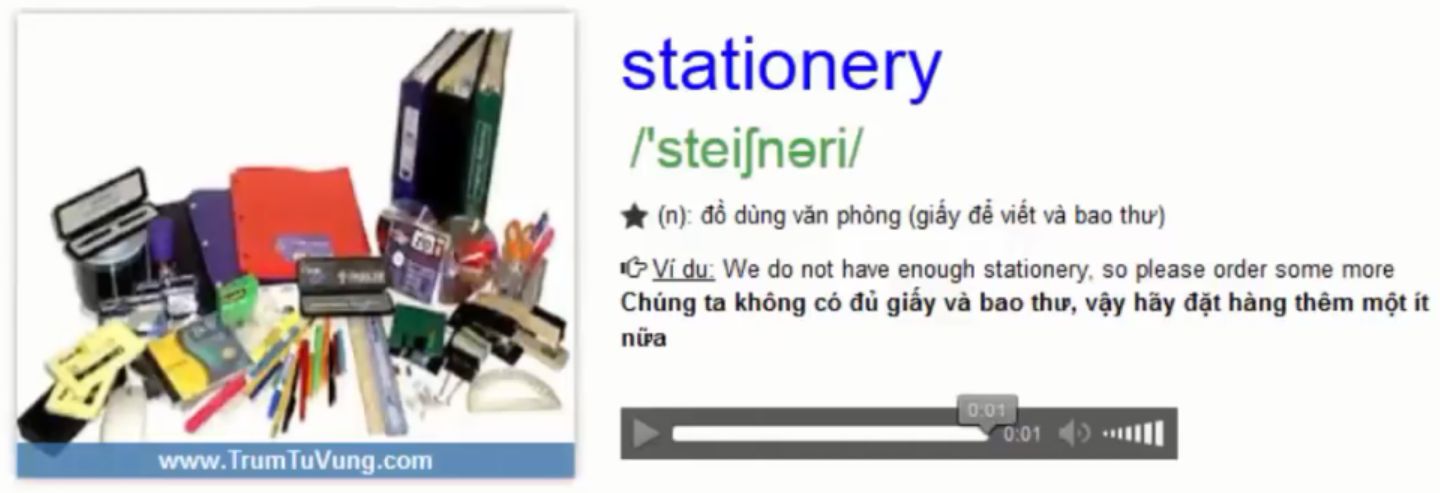 stationery
/'steiʃnəri/
★ (n): đồ dùng văn phòng (giấy để viết và bao thư)
Ví du: We do not have enough stationery, so please order some more
Chúng ta không có đủ giấy và bao thư, vậy hãy đặt hàng thêm một ít
nữa
0:01
0:01
www.TrumTuVung.com